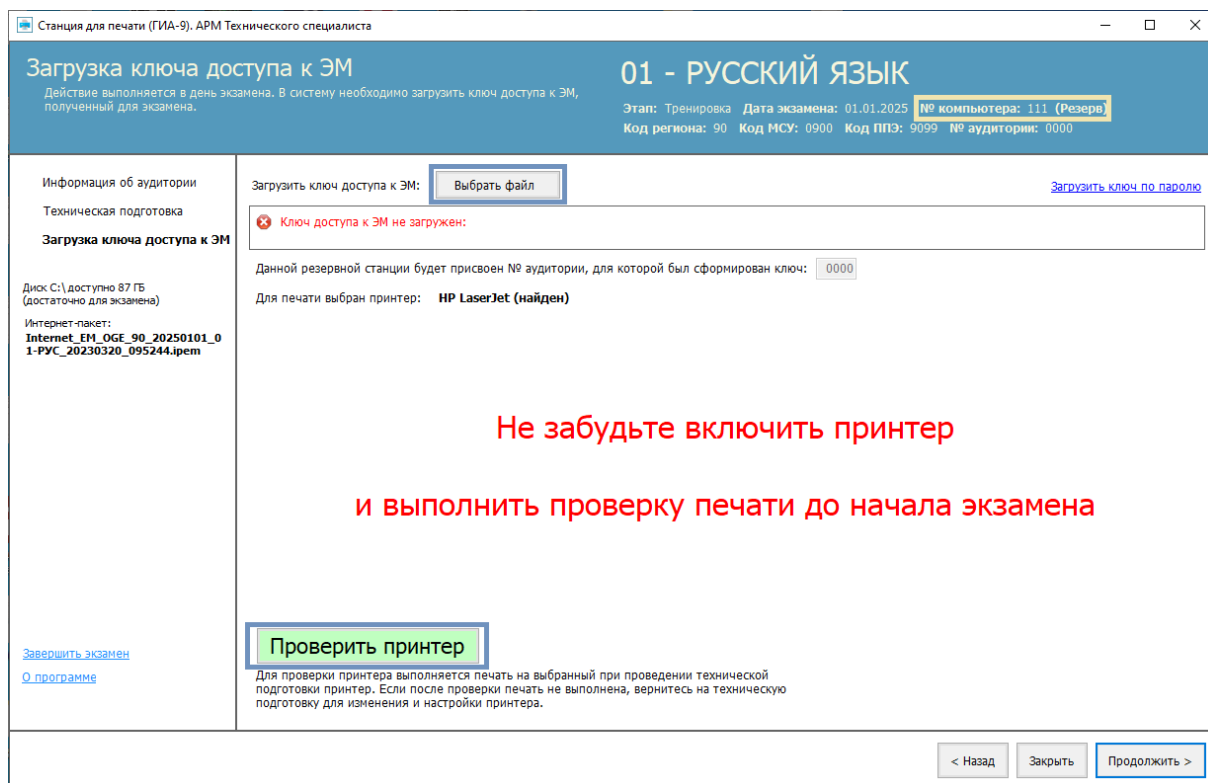 Станция для печати (ГИА-9). АРМ Технического специалиста
Загрузка ключа доступа к ЭМ
Действие выполняется в день экзамена. В систему необходимо загрузить ключ доступа к ЭМ,
полученный для экзамена.
01 - РУССКИЙ ЯЗЫК
Этап: Тренировка Дата экзамена: 01.01.2025 № компьютера: 111 (Резерв)
Код региона: 90 Код МСУ: 0900 Код ППЭ: 9099 № аудитории: 0000
Информация об аудитории
Техническая подготовка
Загрузка ключа доступа к ЭМ
Диск C:\ доступно 87 ГБ
(достаточно для экзамена)
Интернет-пакет:
Internet_EM_OGE_90_20250101_0
1-РУС_20230320_095244.ipem
Завершить экзамен
О программе
Загрузить ключ доступа к ЭМ: Выбрать файл Загрузить ключ по паролю
Ключ доступа к ЭМ не загружен:
Данной резервной станции будет присвоен № аудитории, для которой был сформирован ключ: 0000
Для печати выбран принтер: HP LaserJet (найден)
Не забудьте включить принтер
и выполнить проверку печати до начала экзамена
Проверить принтер
Для проверки принтера выполняется печать на выбранный при проведении технической
подготовки принтер. Если после проверки печать не выполнена, вернитесь на техническую
подготовку для изменения и настройки принтера.
< Назад Закрыть Продолжить >